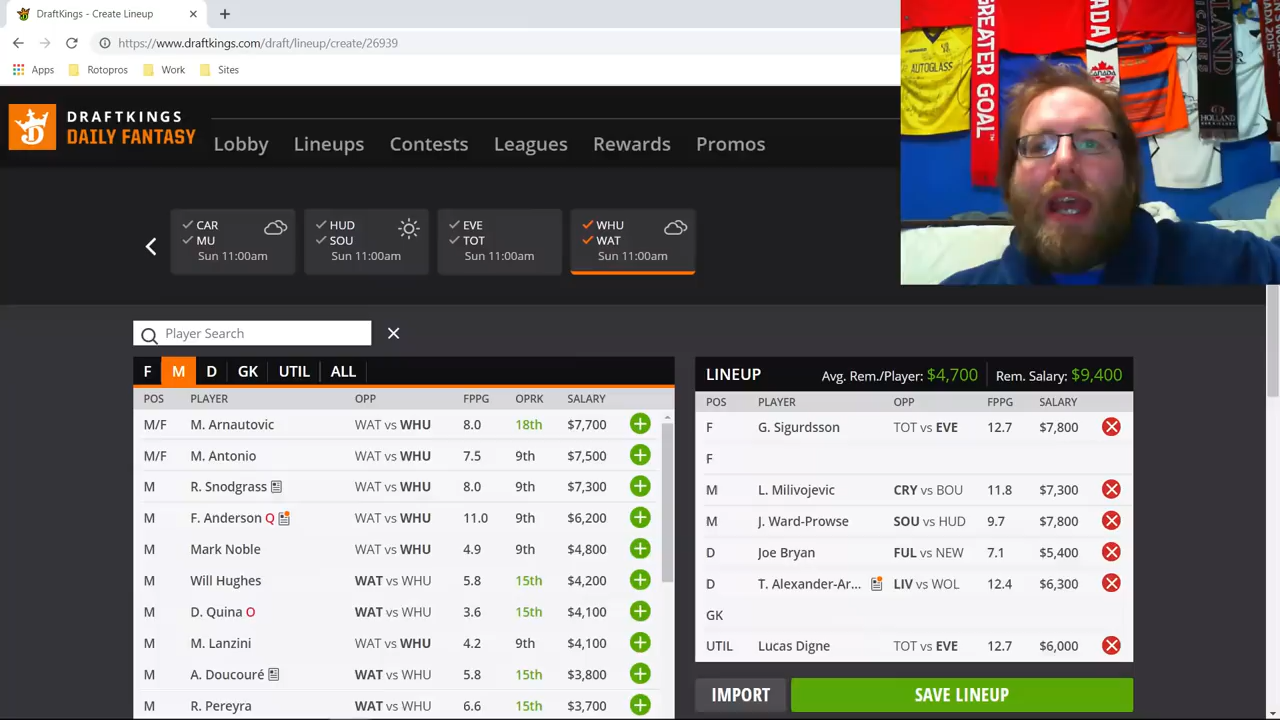 DraftKings - Create Lineup
https://www.draftkings.com/draft/lineup/create/26939
Apps Rotopros Work Sites
DRAFTKINGS
DAILY FANTASY
Lobby Lineups Contests Leagues Rewards Promos
CAR
MU
Sun 11:00am
HUD
SOU
Sun 11:00am
EVE
TOT
Sun 11:00am
WHU
WAT
Sun 11:00am
Player Search
F M D GK UTIL ALL
POS PLAYER OPP FPPG OPRK SALARY
M/F M. Arnautovic WAT vs WHU 8.0 18th $7,700
M/F M. Antonio WAT vs WHU 7.5 9th $7,500
M R. Snodgrass WAT vs WHU 8.0 9th $7,300
M F. Anderson Q WAT vs WHU 11.0 9th $6,200
M Mark Noble WAT vs WHU 4.9 9th $4,800
M Will Hughes WAT vs WHU 5.8 15th $4,200
M D. Quina O WAT vs WHU 3.6 15th $4,100
M M. Lanzini WAT vs WHU 4.2 9th $4,100
M A. Doucouré WAT vs WHU 5.8 15th $3,800
M R. Pereyra WAT vs WHU 6.6 15th $3,700
LINEUP Avg. Rem./Player: $4,700 Rem. Salary: $9,400
POS PLAYER OPP FPPG SALARY
F G. Sigurdsson TOT vs EVE 12.7 $7,800
F
M L. Milivojevic CRY vs BOU 11.8 $7,300
M J. Ward-Prowse SOU vs HUD 9.7 $7,800
D Joe Bryan FUL vs NEW 7.1 $5,400
D T. Alexander-Ar... LIV vs WOL 12.4 $6,300
GK
UTIL Lucas Digne TOT vs EVE 12.7 $6,000
IMPORT SAVE LINEUP
AUTOGLASS
GREATER GOAL
CANADA
HOLLAND